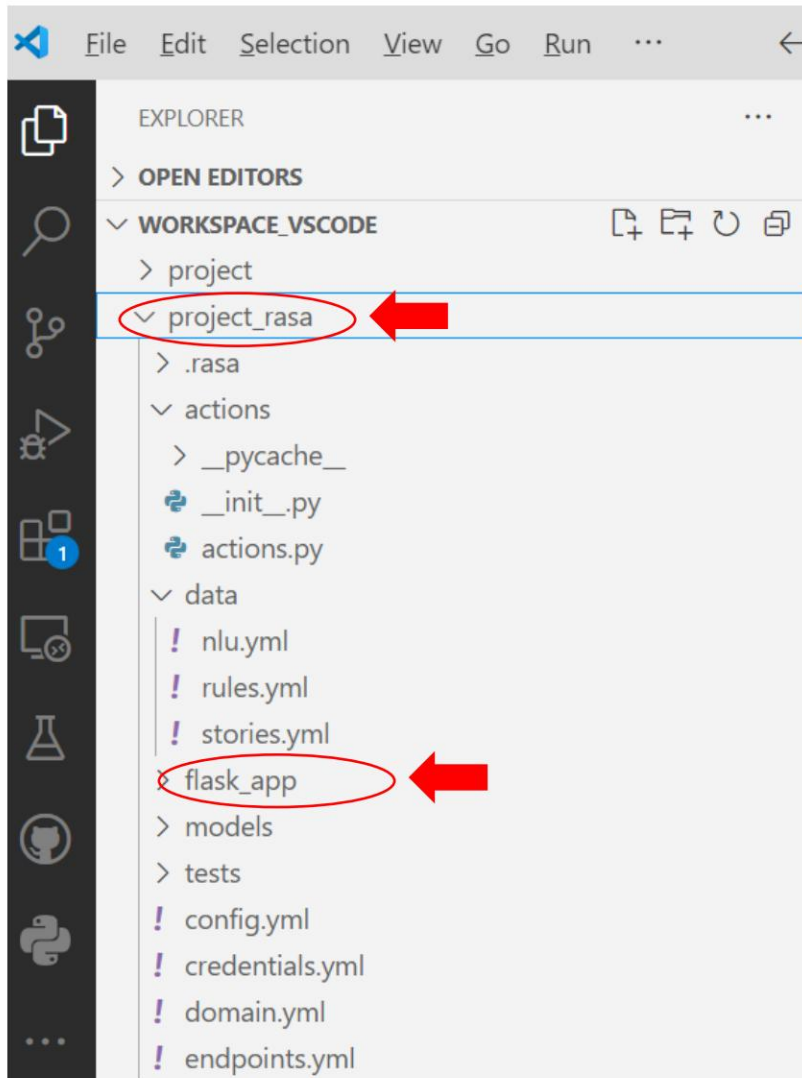 File Edit Selection View Go Run ...
EXPLORER ...
OPEN EDITORS
WORKSPACE_VSCODE
project
project_rasa
.rasa
actions
__pycache__
__init__.py
actions.py
data
! nlu.yml
! rules.yml
! stories.yml
1
flask_app
models
tests
! config.yml
! credentials.yml
! domain.yml
! endpoints.yml